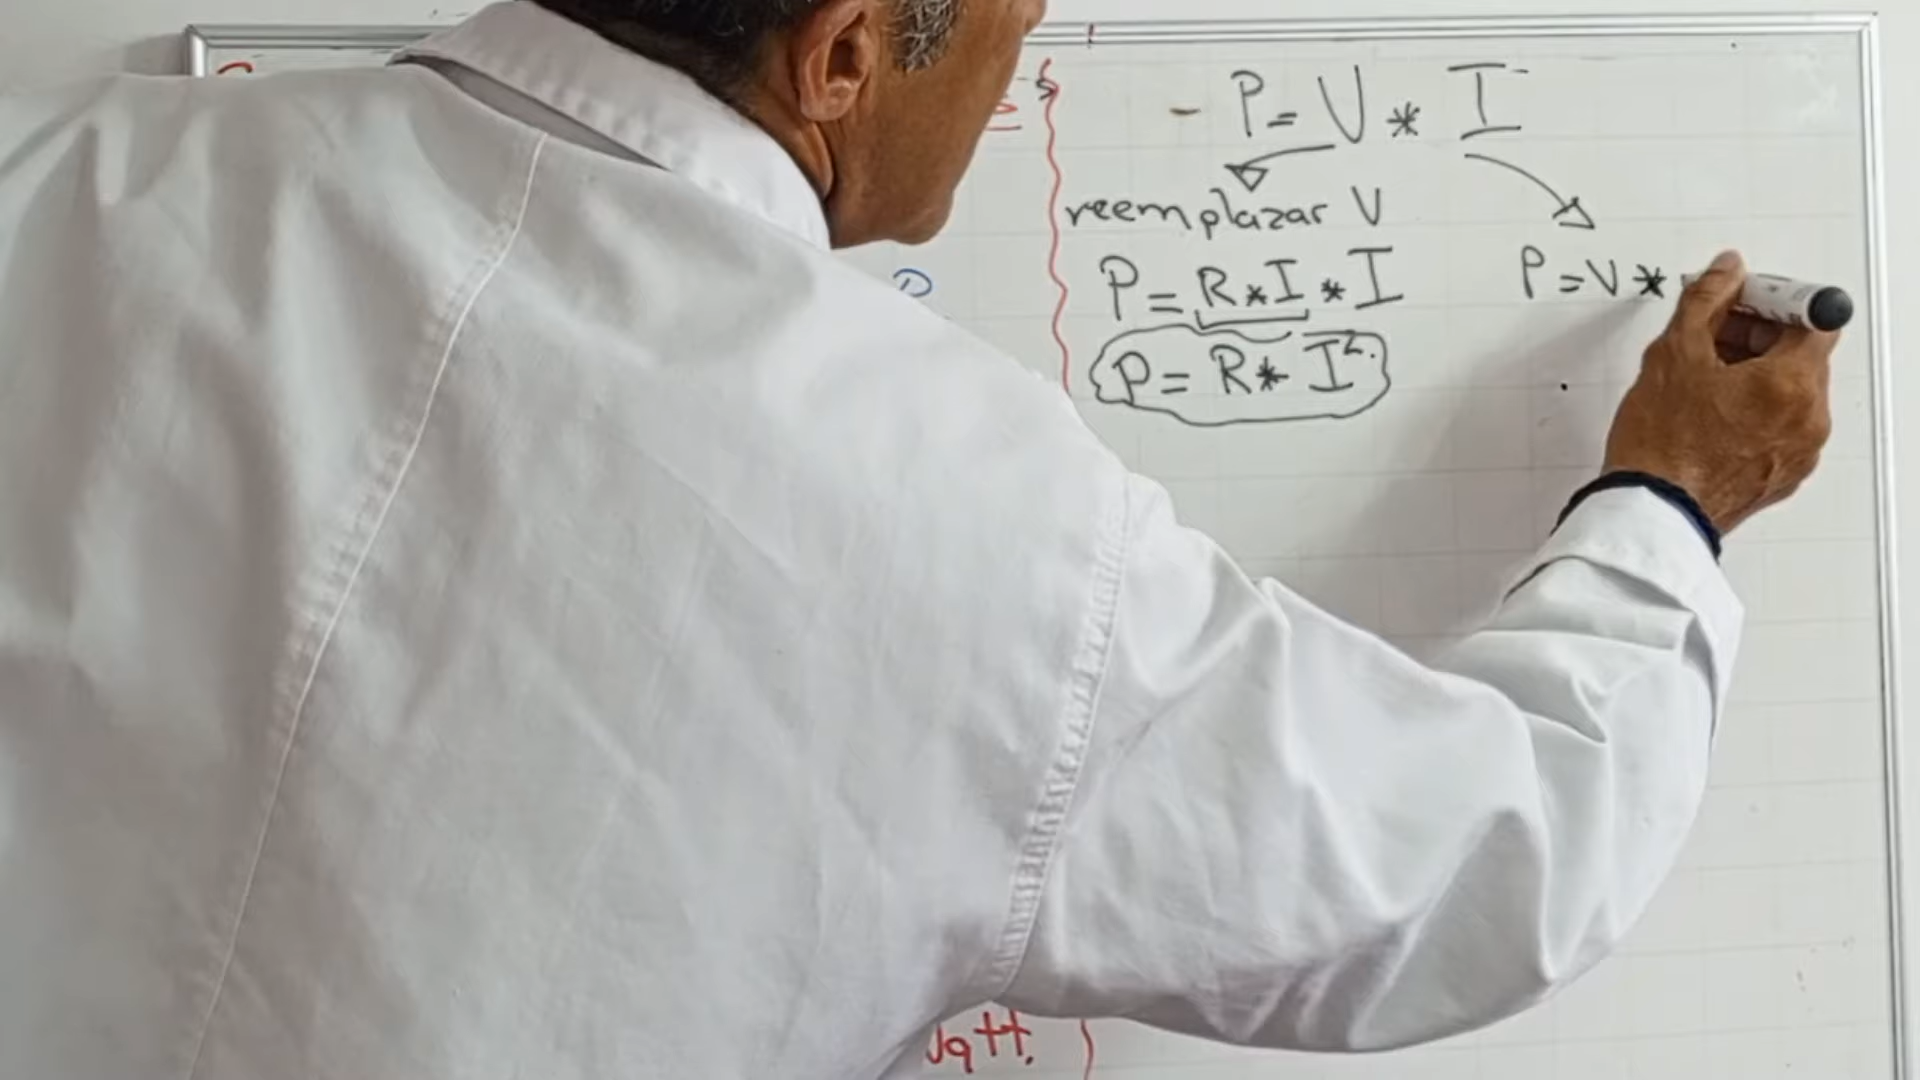 - P = V * I
reemplazar V
P = R * I * I
P = V *
P = R * I².